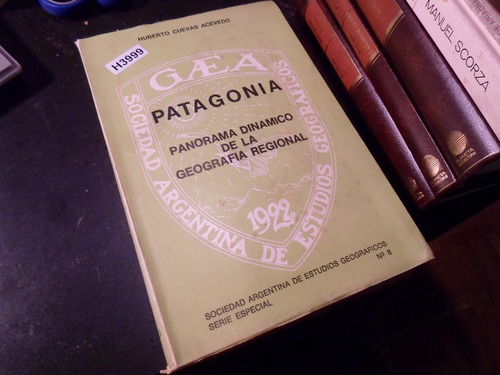 HUBERTO CUEVAS ACEVEDO
H3999
GÆA
SOCIEDAD ARGENTINA DE ESTUDIOS GEOGRAFICOS
1922
PATAGONIA
PANORAMA DINAMICO
DE LA
GEOGRAFIA REGIONAL
SOCIEDAD ARGENTINA DE ESTUDIOS GEOGRAFICOS
SERIE ESPECIAL
Nº 8
MANUEL SCORZA